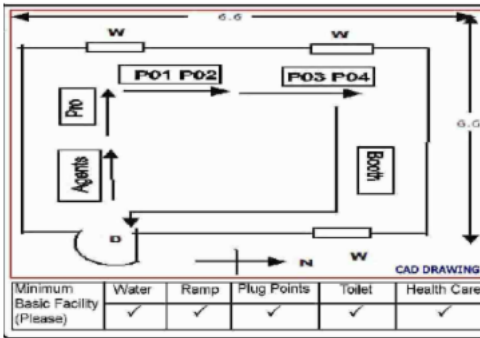 6.6
W
W
P01 P02
P03 P04
Pro
6.6
Agents
Booth
D
N
W
CAD DRAWING
Minimum Basic Facility (Please)
Water
Ramp
Plug Points
Toilet
Health Care
✓ ✓ ✓ ✓ ✓